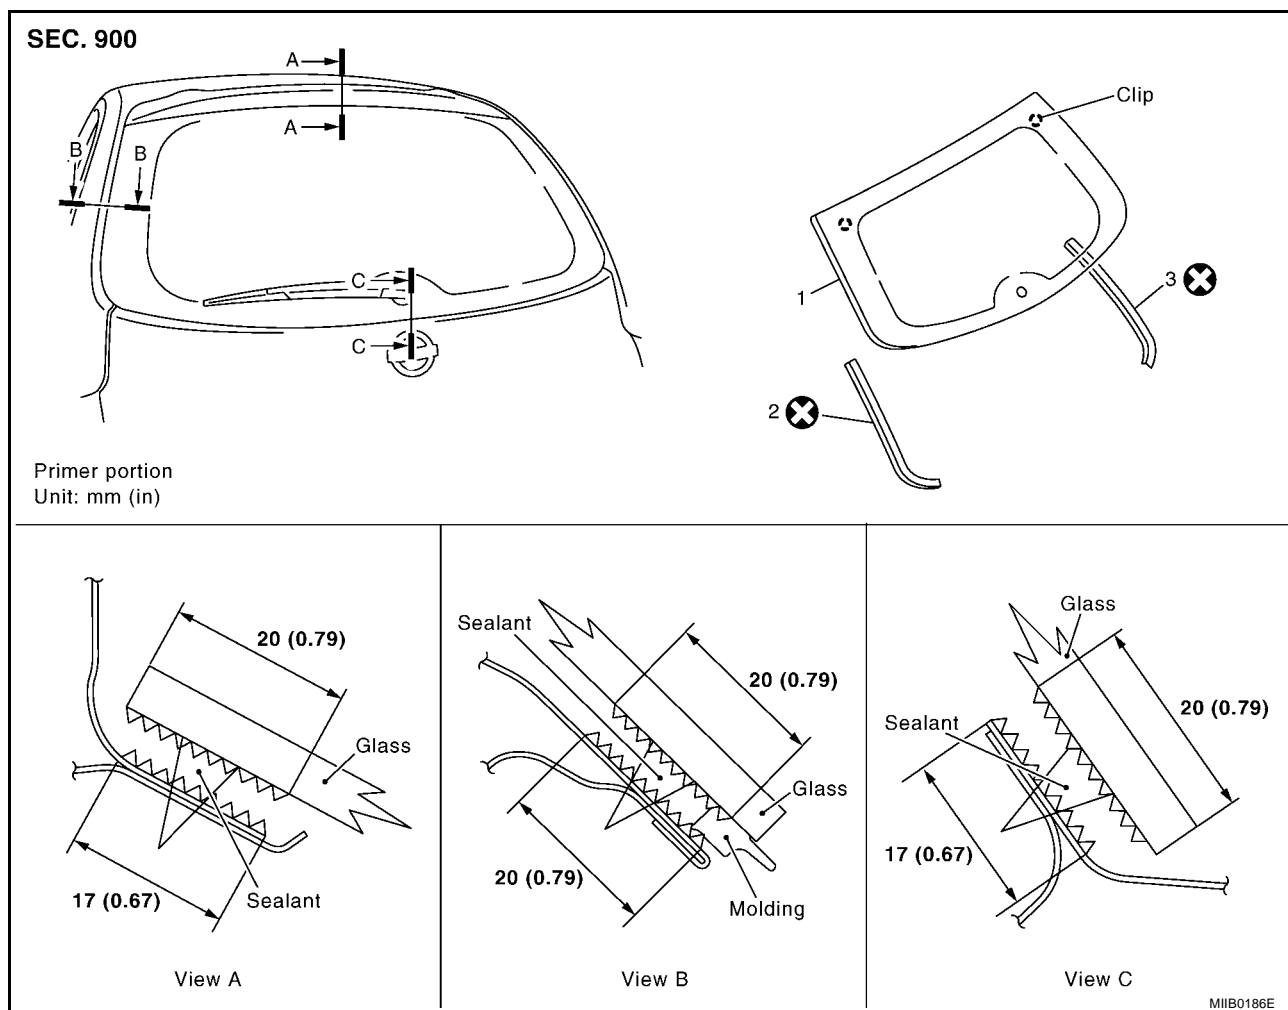 SEC. 900
A
A
B
B
C
C
Clip
1
2
3
Primer portion
Unit: mm (in)
20 (0.79)
Glass
17 (0.67)
Sealant
View A
Sealant
20 (0.79)
Glass
20 (0.79)
Molding
View B
Glass
20 (0.79)
Sealant
17 (0.67)
View C
MIIB0186E